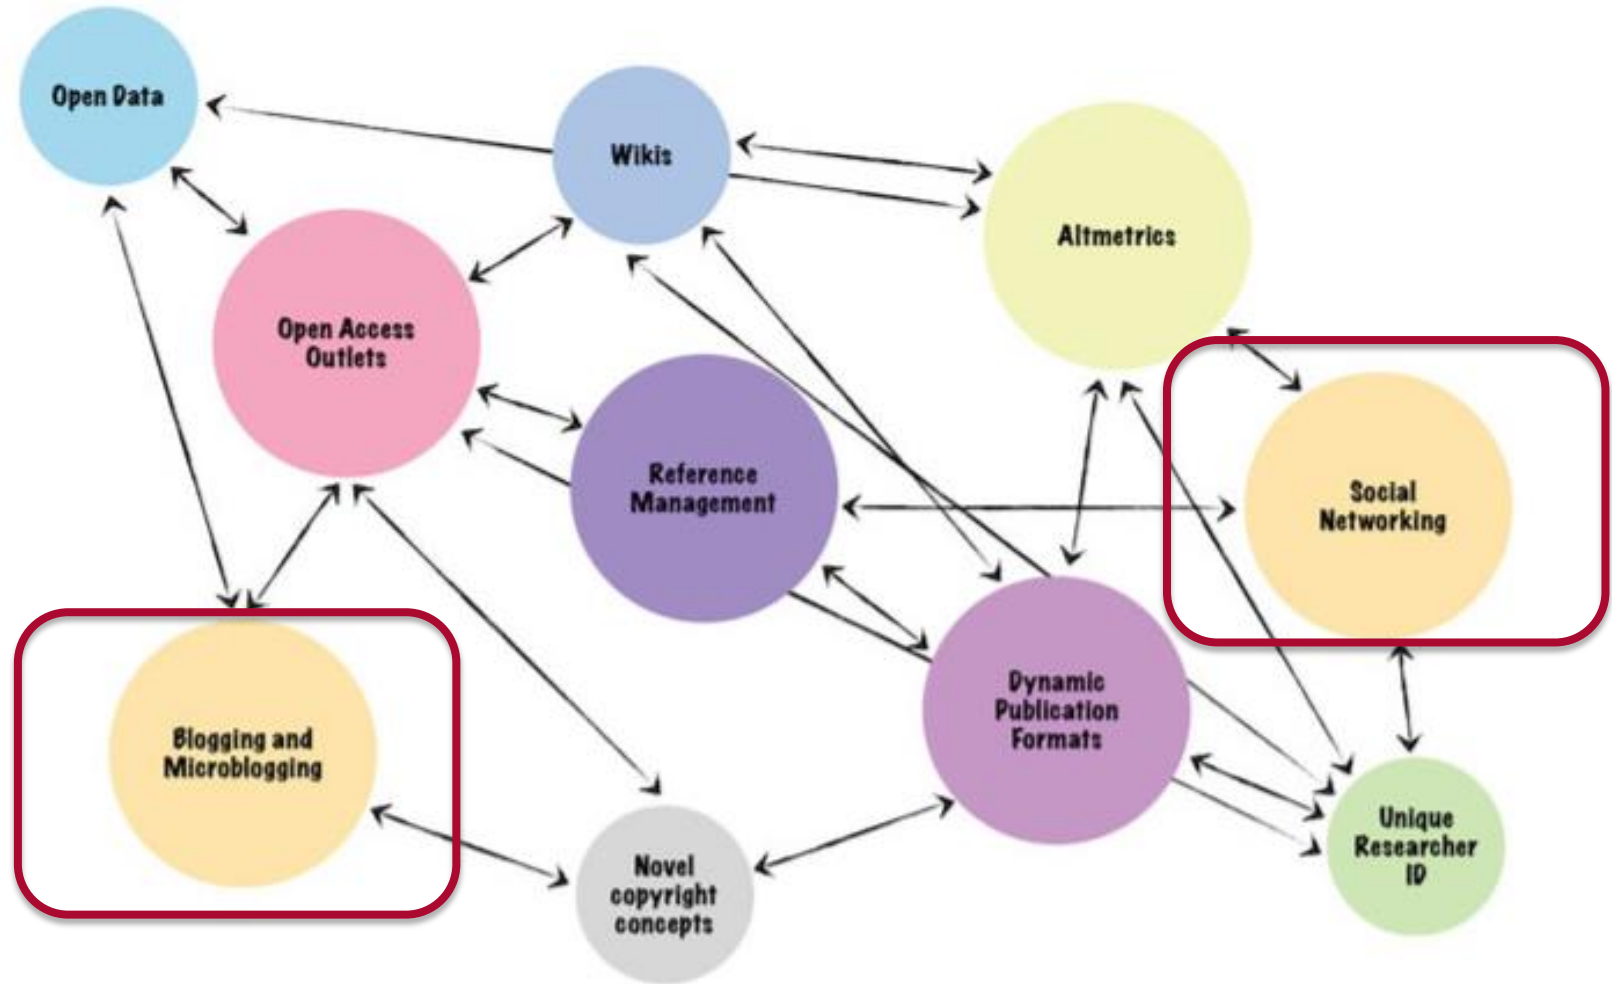 Open Data
Wikis
Altmetrics
Open Access
Outlets
Reference
Management
Social
Networking
Dynamic
Publication
Formats
Blogging and
Microblogging
Unique
Researcher
ID
Novel
copyright
concepts